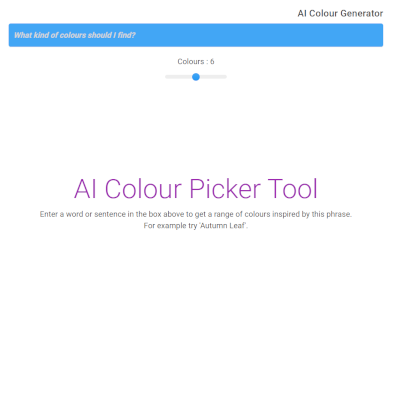 AI Colour Generator
What kind of colours should I find?
Colours : 6
AI Colour Picker Tool
Enter a word or sentence in the box above to get a range of colours inspired by this phrase.
For example try 'Autumn Leaf'.